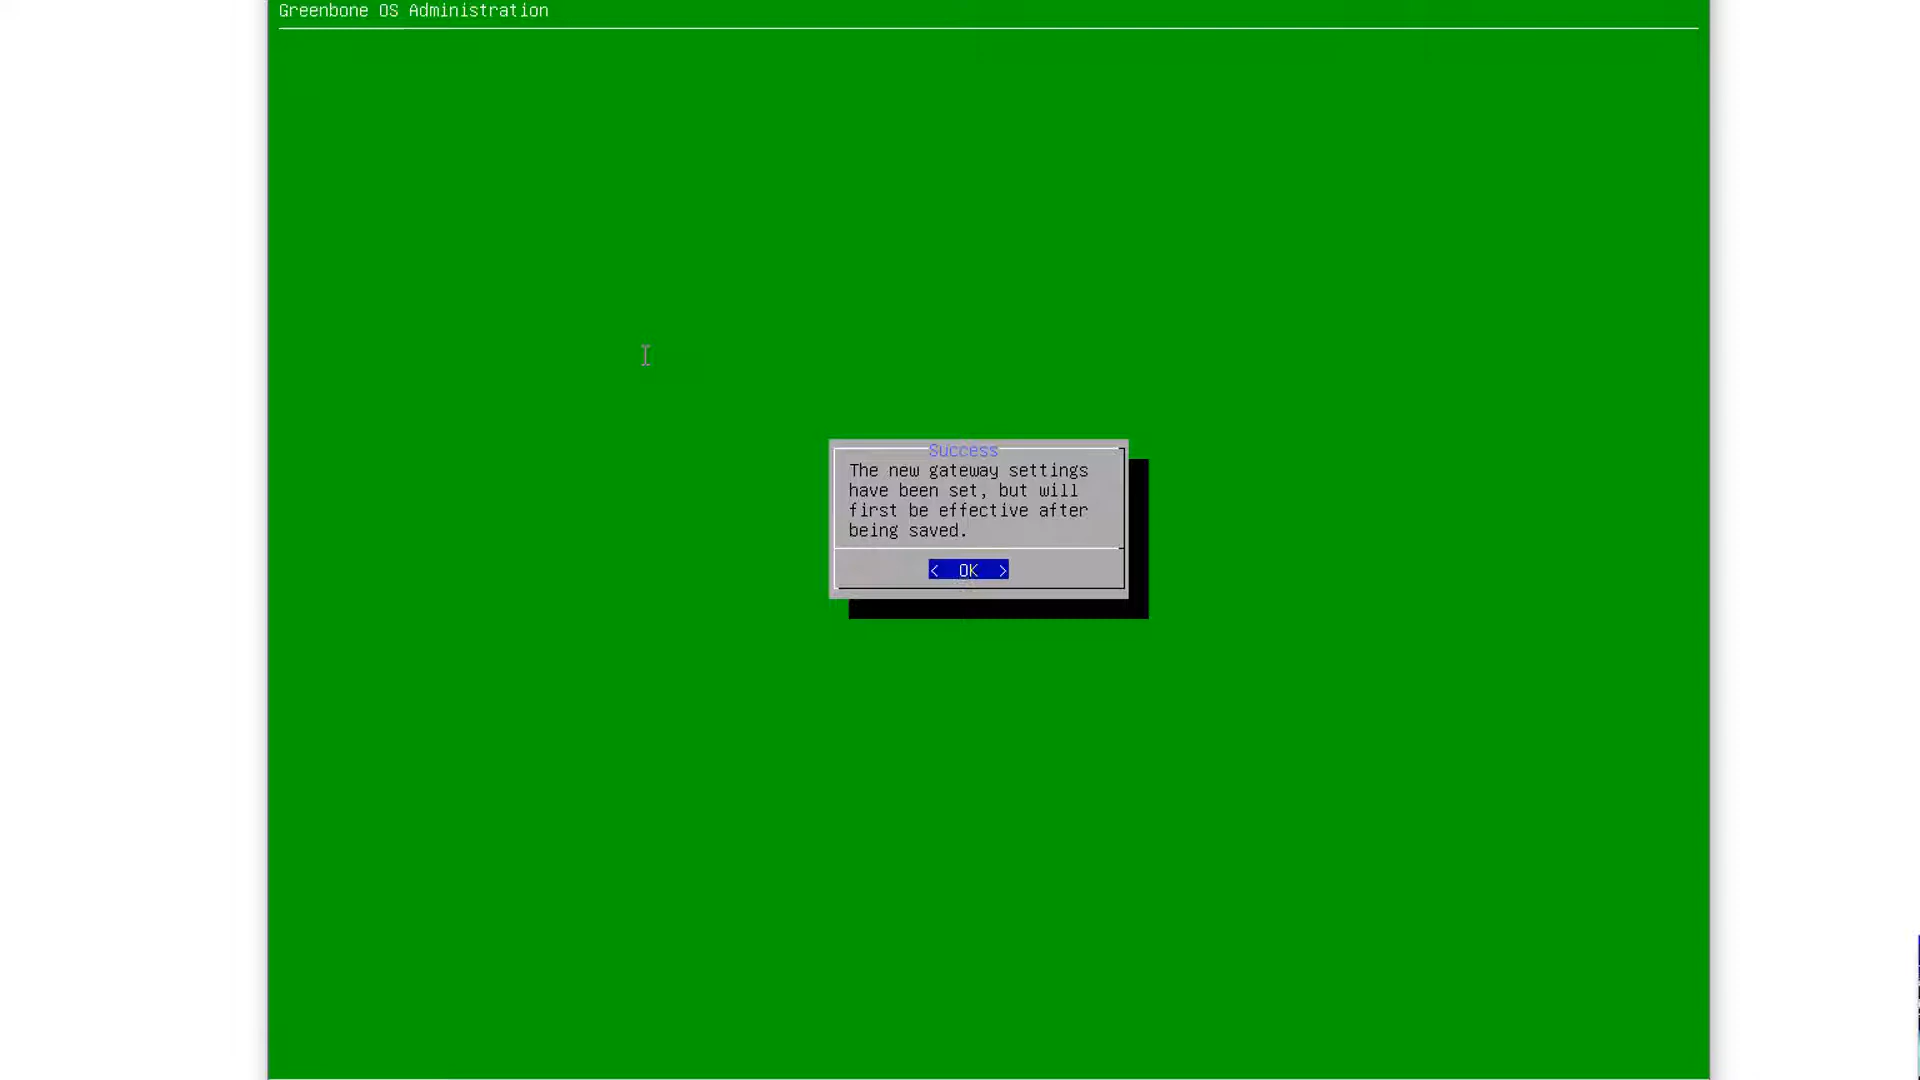 Greenbone OS Administration
Success
The new gateway settings
have been set, but will
first be effective after
being saved.
< OK >